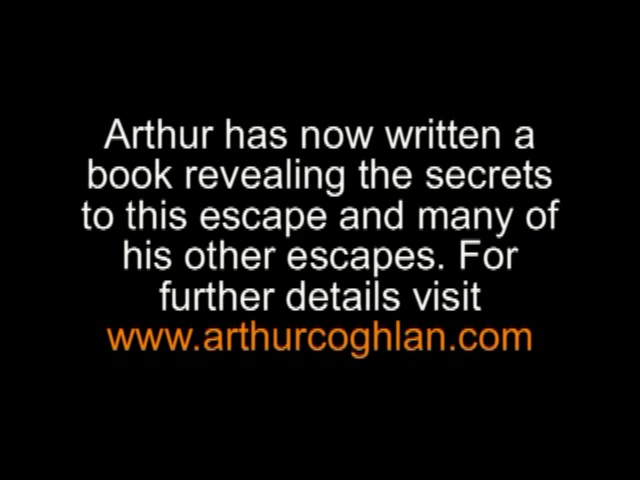 Arthur has now written a
book revealing the secrets
to this escape and many of
his other escapes. For
further details visit
www.arthurcoghlan.com